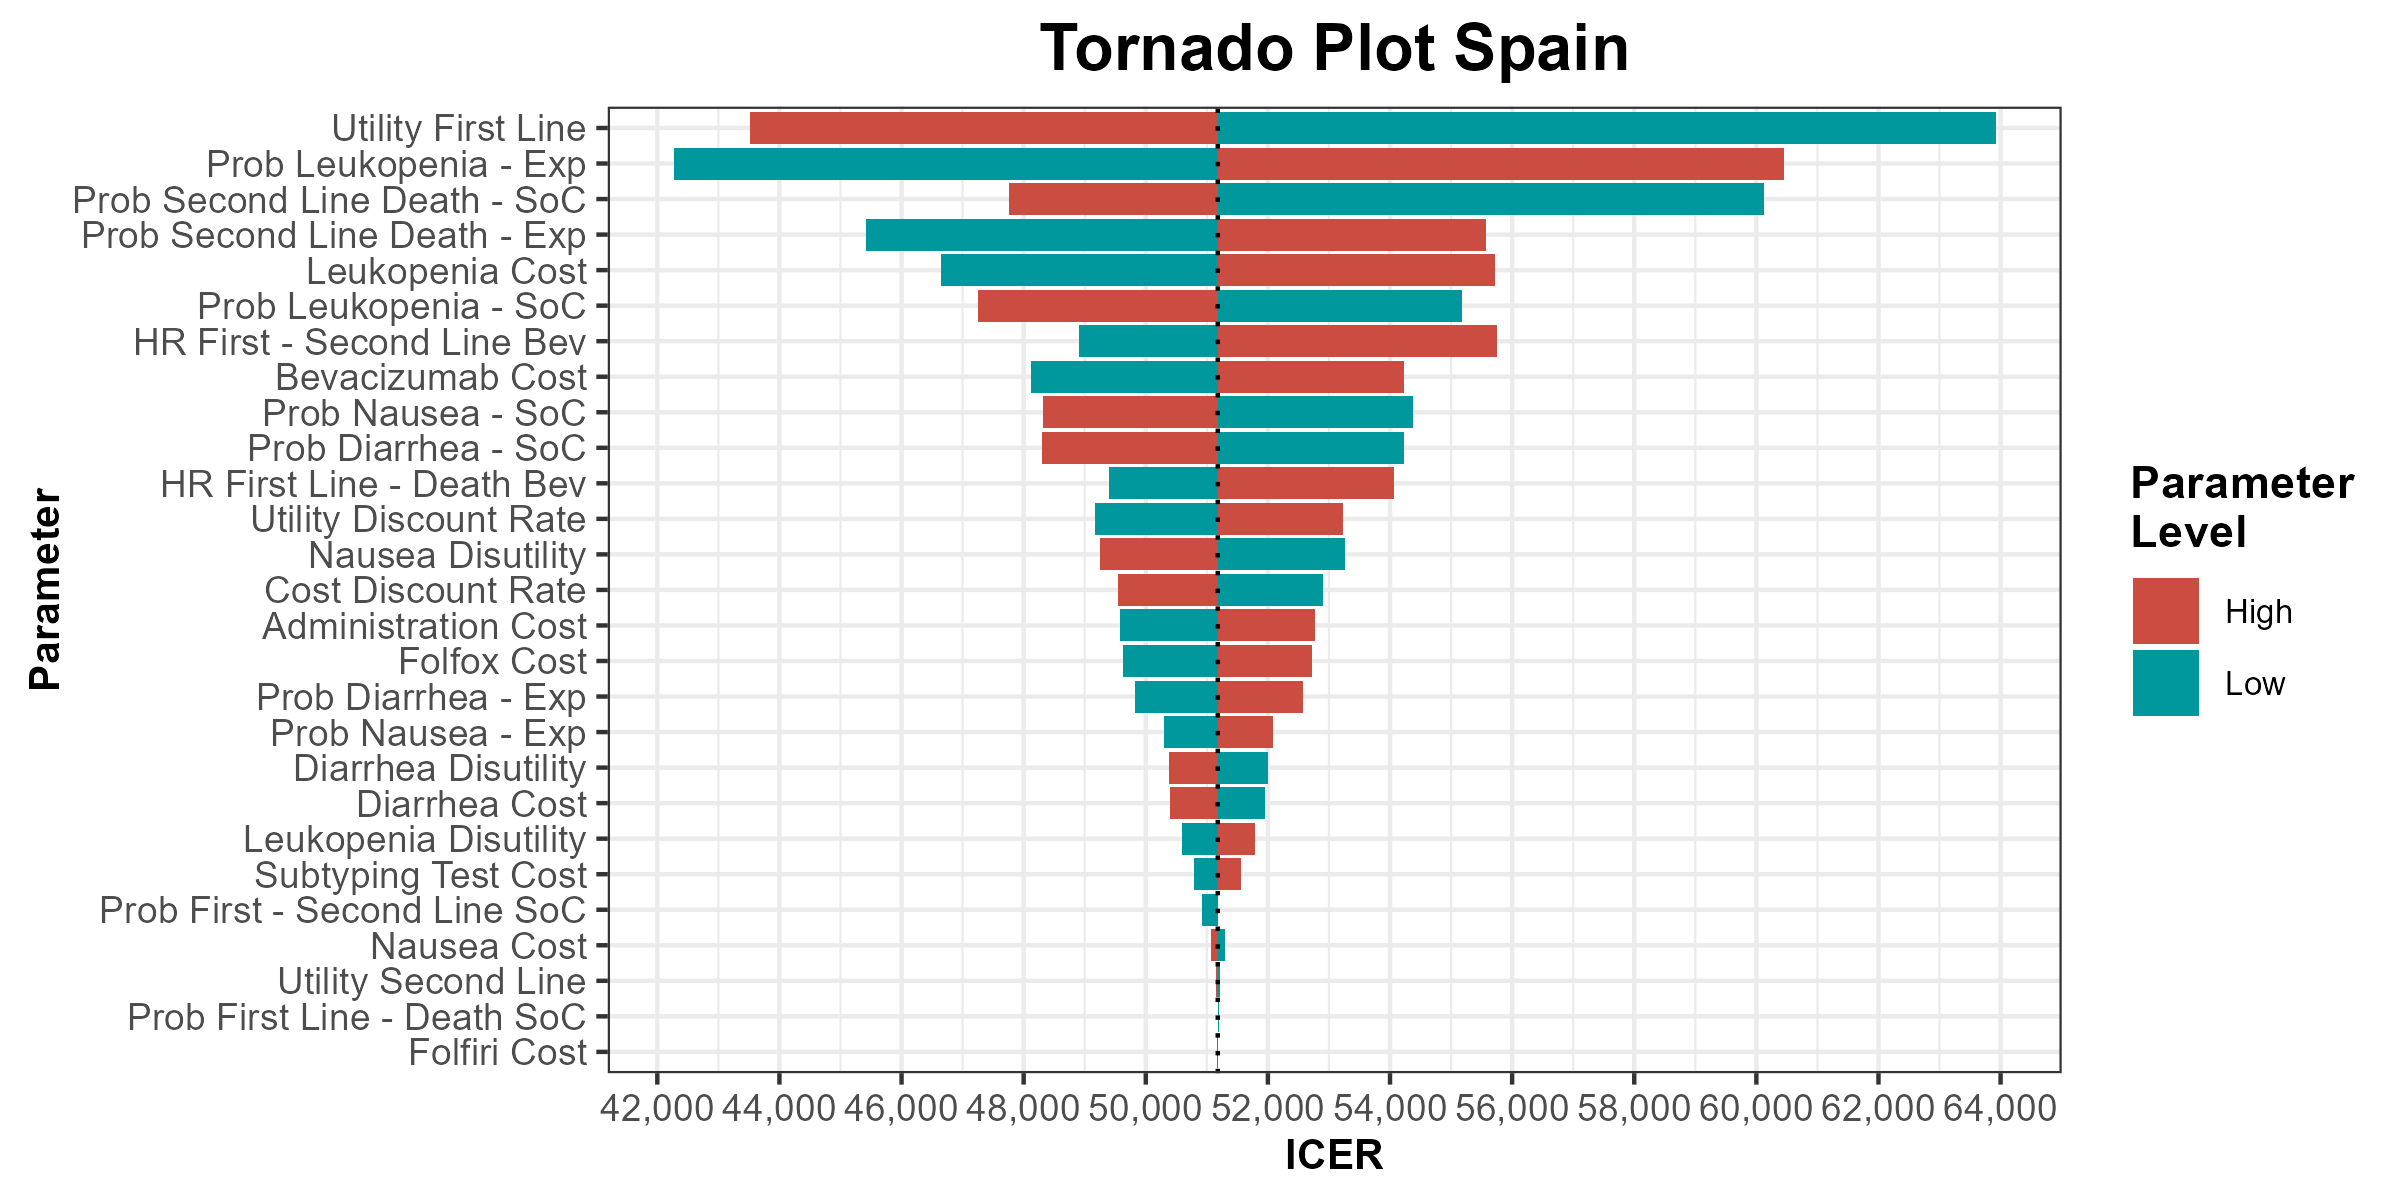 Tornado Plot Spain
Parameter
Utility First Line
Prob Leukopenia - Exp
Prob Second Line Death - SoC
Prob Second Line Death - Exp
Leukopenia Cost
Prob Leukopenia - SoC
HR First - Second Line Bev
Bevacizumab Cost
Prob Nausea - SoC
Prob Diarrhea - SoC
HR First Line - Death Bev
Utility Discount Rate
Nausea Disutility
Cost Discount Rate
Administration Cost
Folfox Cost
Prob Diarrhea - Exp
Prob Nausea - Exp
Diarrhea Disutility
Diarrhea Cost
Leukopenia Disutility
Subtyping Test Cost
Prob First - Second Line SoC
Nausea Cost
Utility Second Line
Prob First Line - Death SoC
Folfiri Cost
42,000 44,000 46,000 48,000 50,000 52,000 54,000 56,000 58,000 60,000 62,000 64,000
ICER
Parameter
Level
High
Low